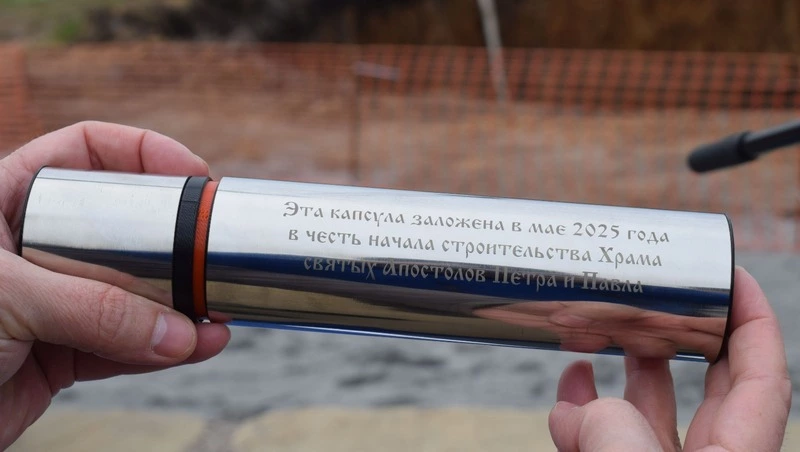 Эта капсула заложена в мае 2025 года
в честь начала строительства Храма
святых апостолов Петра и Павла